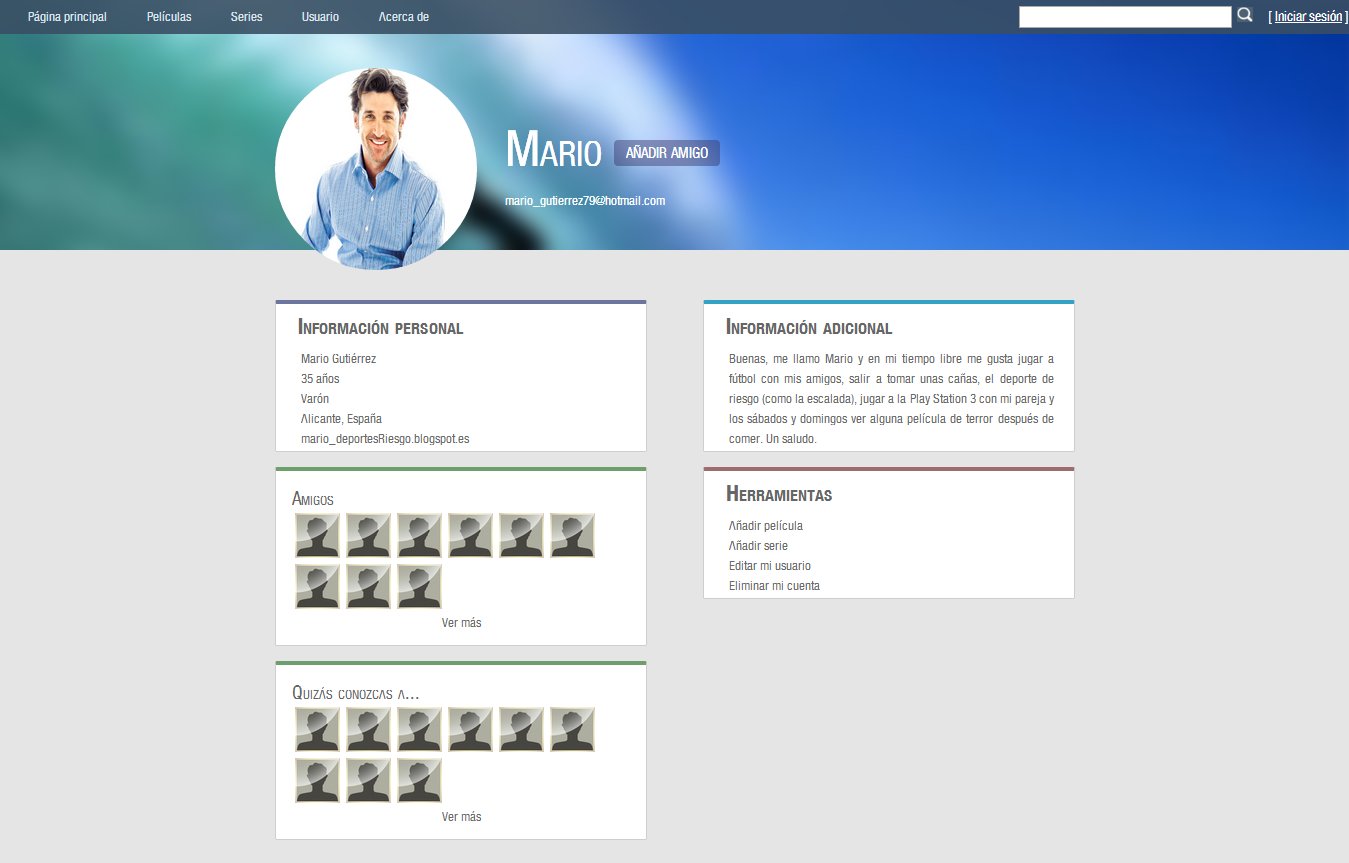 Página principal Películas Series Usuario Acerca de [ Iniciar sesión ]
Mario AÑADIR AMIGO
mario_gutierrez79@hotmail.com
Información personal
Mario Gutiérrez
35 años
Varón
Alicante, España
mario_deportesRiesgo.blogspot.es
Información adicional
Buenas, me llamo Mario y en mi tiempo libre me gusta jugar a
fútbol con mis amigos, salir a tomar unas cañas, el deporte de
riesgo (como la escalada), jugar a la Play Station 3 con mi pareja y
los sábados y domingos ver alguna película de terror después de
comer. Un saludo.
Amigos
Ver más
Herramientas
Añadir película
Añadir serie
Editar mi usuario
Eliminar mi cuenta
Quizás conozcas a...
Ver más